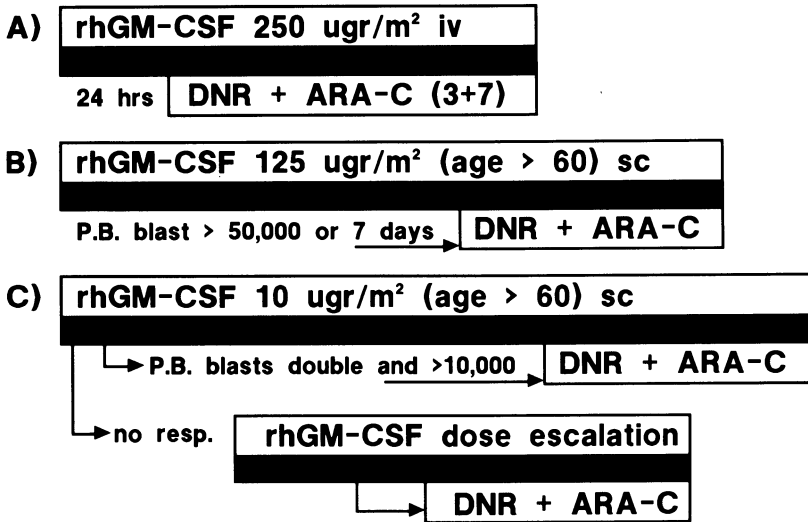 A) rhGM-CSF 250 ugr/m² iv
24 hrs DNR + ARA-C (3+7)
B) rhGM-CSF 125 ugr/m² (age > 60) sc
P.B. blast > 50,000 or 7 days DNR + ARA-C
C) rhGM-CSF 10 ugr/m² (age > 60) sc
P.B. blasts double and >10,000 DNR + ARA-C
no resp. rhGM-CSF dose escalation
DNR + ARA-C